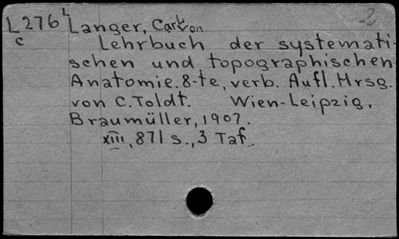 L276 Langer, Carl von
c Lehrbuch der systemati-
schen und topographischen
Anatomie. 8-te, verb. Aufl. Hrsg.
von C. Toldt. Wien-Leipzig,
Braumüller, 1907.
XIII, 871 s., 3 Taf.